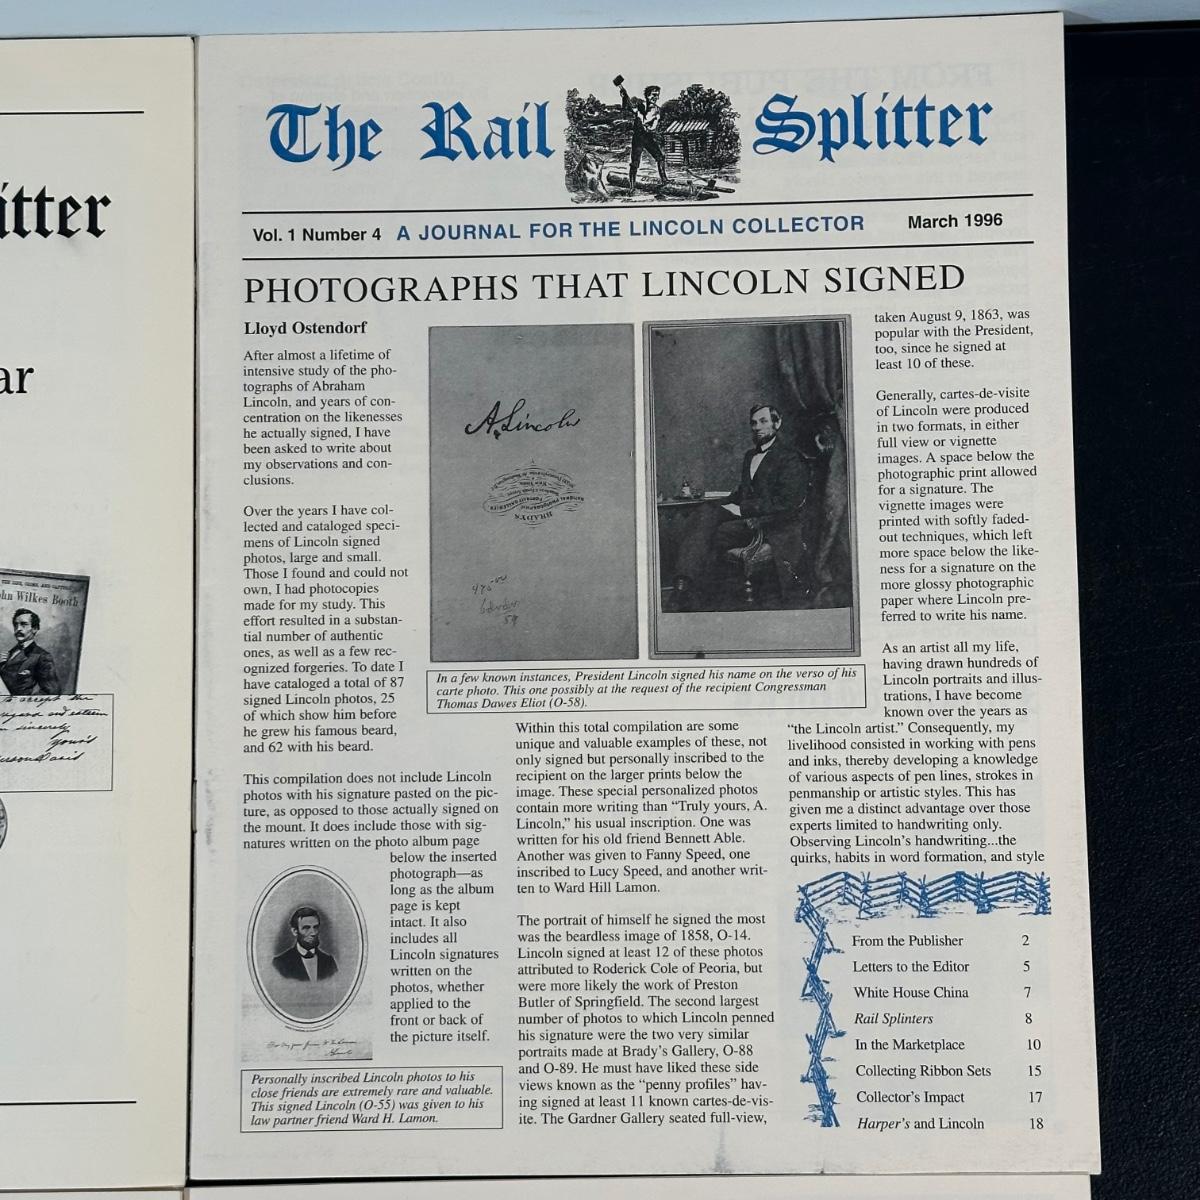 itter
ar
John Wilkes Booth
The Rail Splitter
Vol. 1 Number 4 A JOURNAL FOR THE LINCOLN COLLECTOR March 1996
PHOTOGRAPHS THAT LINCOLN SIGNED
Lloyd Ostendorf
After almost a lifetime of
intensive study of the pho-
tographs of Abraham
Lincoln, and years of con-
centration on the likenesses
he actually signed, I have
been asked to write about
my observations and con-
clusions.
Over the years I have col-
lected and cataloged speci-
mens of Lincoln signed
photos, large and small.
Those I found and could not
own, I had photocopies
made for my study. This
effort resulted in a substan-
tial number of authentic
ones, as well as a few rec-
ognized forgeries. To date I
have cataloged a total of 87
signed Lincoln photos, 25
of which show him before
he grew his famous beard,
and 62 with his beard.
This compilation does not include Lincoln
photos with his signature pasted on the pic-
ture, as opposed to those actually signed on
the mount. It does include those with sig-
natures written on the photo album page
below the inserted
photograph—as
long as the album
page is kept
intact. It also
includes all
Lincoln signatures
written on the
photos, whether
applied to the
front or back of
the picture itself.
Personally inscribed Lincoln photos to his
close friends are extremely rare and valuable.
This signed Lincoln (O-55) was given to his
law partner friend Ward H. Lamon.
A. Lincoln
BRADY'S
NATIONAL PHOTOGRAPHIC
PORTRAIT GALLERIES
In a few known instances, President Lincoln signed his name on the verso of his
carte photo. This one possibly at the request of the recipient Congressman
Thomas Dawes Eliot (O-58).
Within this total compilation are some
unique and valuable examples of these, not
only signed but personally inscribed to the
recipient on the larger prints below the
image. These special personalized photos
contain more writing than “Truly yours, A.
Lincoln,” his usual inscription. One was
written for his old friend Bennett Able.
Another was given to Fanny Speed, one
inscribed to Lucy Speed, and another writ-
ten to Ward Hill Lamon.
The portrait of himself he signed the most
was the beardless image of 1858, O-14.
Lincoln signed at least 12 of these photos
attributed to Roderick Cole of Peoria, but
were more likely the work of Preston
Butler of Springfield. The second largest
number of photos to which Lincoln penned
his signature were the two very similar
portraits made at Brady’s Gallery, O-88
and O-89. He must have liked these side
views known as the “penny profiles” hav-
ing signed at least 11 known cartes-de-vis-
ite. The Gardner Gallery seated full-view,
taken August 9, 1863, was
popular with the President,
too, since he signed at
least 10 of these.
Generally, cartes-de-visite
of Lincoln were produced
in two formats, in either
full view or vignette
images. A space below the
photographic print allowed
for a signature. The
vignette images were
printed with softly faded-
out techniques, which left
more space below the like-
ness for a signature on the
more glossy photographic
paper where Lincoln pre-
ferred to write his name.
As an artist all my life,
having drawn hundreds of
Lincoln portraits and illus-
trations, I have become
known over the years as
“the Lincoln artist.” Consequently, my
livelihood consisted in working with pens
and inks, thereby developing a knowledge
of various aspects of pen lines, strokes in
penmanship or artistic styles. This has
given me a distinct advantage over those
experts limited to handwriting only.
Observing Lincoln’s handwriting...the
quirks, habits in word formation, and style
From the Publisher 2
Letters to the Editor 5
White House China 7
Rail Splinters 8
In the Marketplace 10
Collecting Ribbon Sets 15
Collector’s Impact 17
Harper’s and Lincoln 18